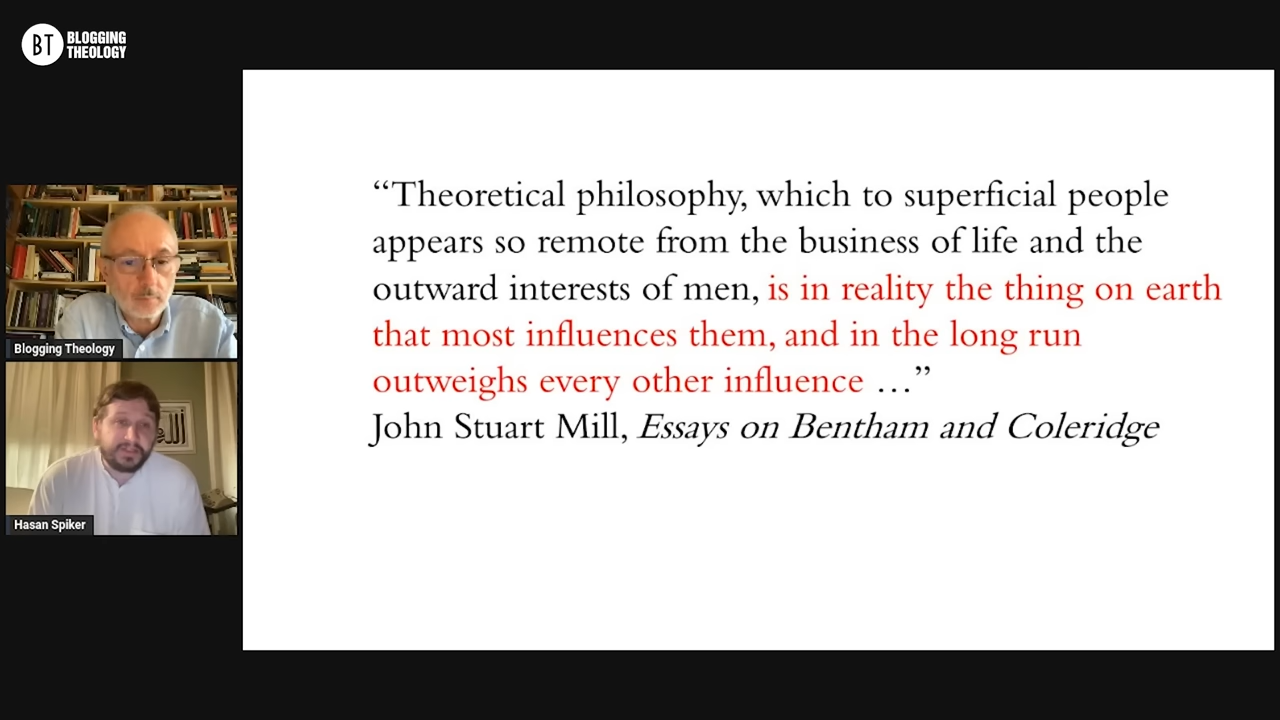 BT BLOGGING
THEOLOGY
“Theoretical philosophy, which to superficial people
appears so remote from the business of life and the
outward interests of men, is in reality the thing on earth
that most influences them, and in the long run
outweighs every other influence …”
John Stuart Mill, Essays on Bentham and Coleridge
Blogging Theology
Hasan Spiker